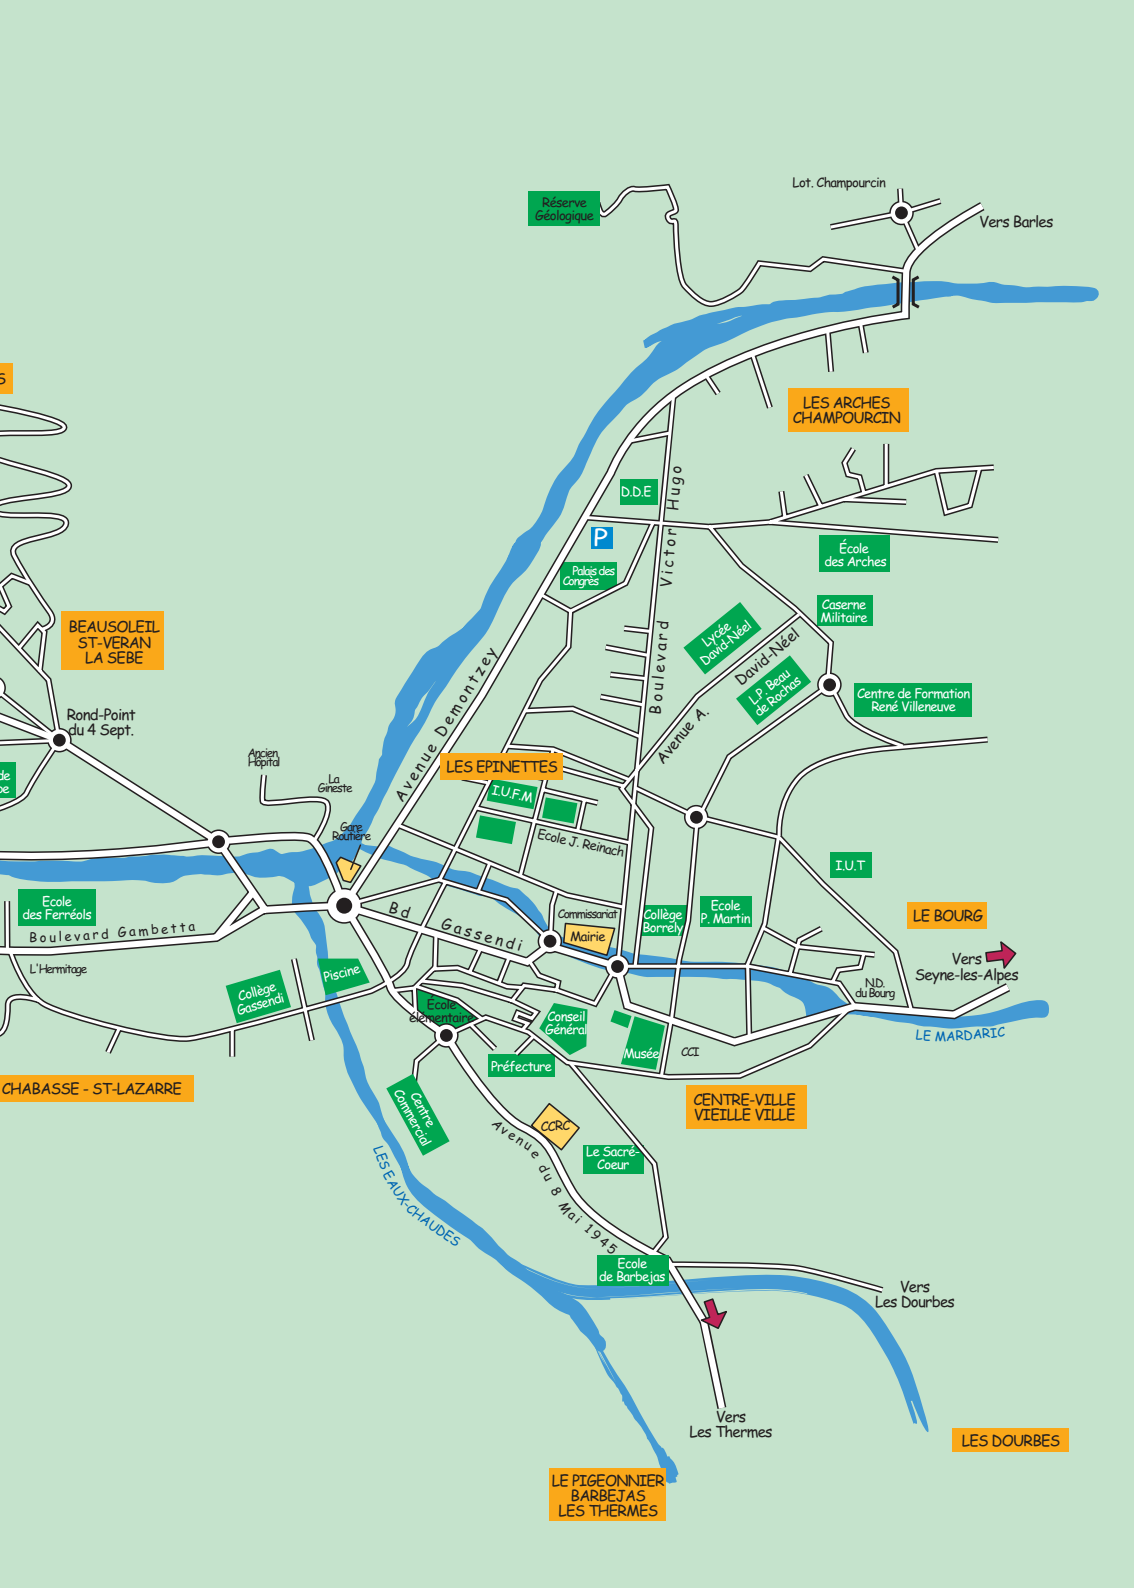 Lot. Champourcin
Réserve
Géologique
Vers Barles
S
LES ARCHES
CHAMPOURCIN
D.D.E
Boulevard Victor Hugo
P
Palais des
Congrès
École
des Arches
Caserne
Militaire
BEAUSOLEIL
ST-VERAN
LA SEBE
Lycée
David-Néel
Avenue A. David-Néel
L.P. Beau
de Rochas
Centre de Formation
René Villeneuve
Rond-Point
du 4 Sept.
Avenue Demontzey
Ancien
Hôpital
La
Gineste
LES EPINETTES
de
be
I.U.F.M
Gare
Routière
Ecole J. Reinach
I.U.T
Ecole
des Ferréols
Bd Gassendi
Commissariat
Mairie
Collège
Borrely
Ecole
P. Martin
LE BOURG
Boulevard Gambetta
L'Hermitage
Piscine
Collège
Gassendi
Vers
Seyne-les-Alpes
N.D.
du Bourg
École
élémentaire
Conseil
Général
Musée
CCI
LE MARDARIC
Préfecture
CHABASSE - ST-LAZARRE
Centre
Commercial
CENTRE-VILLE
VIEILLE VILLE
CCRC
Le Sacré-
Coeur
Avenue du 8 Mai 1945
LES EAUX-CHAUDES
Ecole
de Barbejas
Vers
Les Dourbes
Vers
Les Thermes
LES DOURBES
LE PIGEONNIER
BARBEJAS
LES THERMES